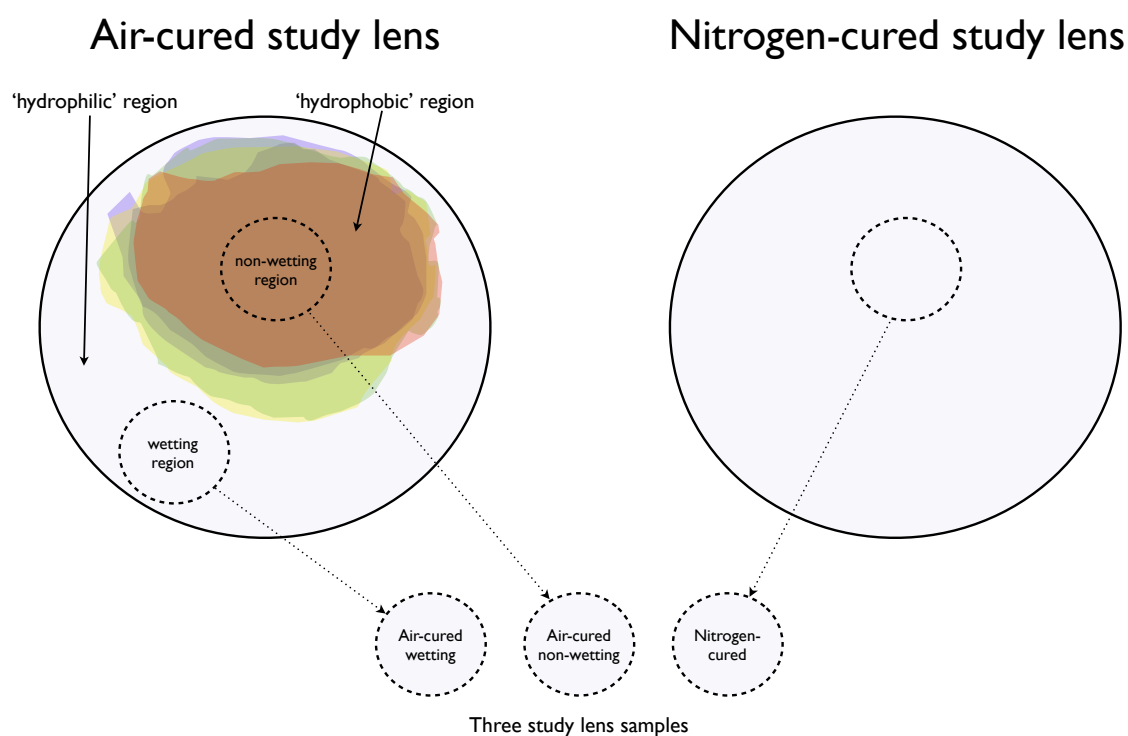 Air-cured study lens
Nitrogen-cured study lens
‘hydrophilic’ region
‘hydrophobic’ region
non-wetting
region
wetting
region
Air-cured
wetting
Air-cured
non-wetting
Nitrogen-
cured
Three study lens samples